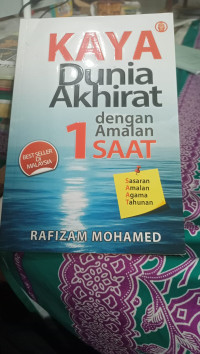 KAYA
Dunia
Akhirat
dengan
Amalan
1 SAAT
BEST SELLER
DI
MALAYSIA
Sasaran
Amalan
Agama
Tahunan
RAFIZAM MOHAMED